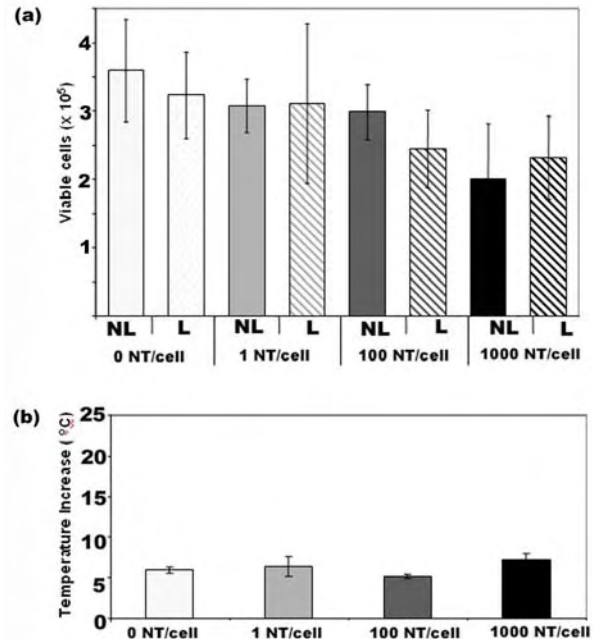 (a)
Viable cells (x 10⁵)
4
3
2
1
NL L NL L NL L NL L
0 NT/cell 1 NT/cell 100 NT/cell 1000 NT/cell
(b)
Temperature Increase (ºC)
25
20
15
10
5
0
0 NT/cell 1 NT/cell 100 NT/cell 1000 NT/cell